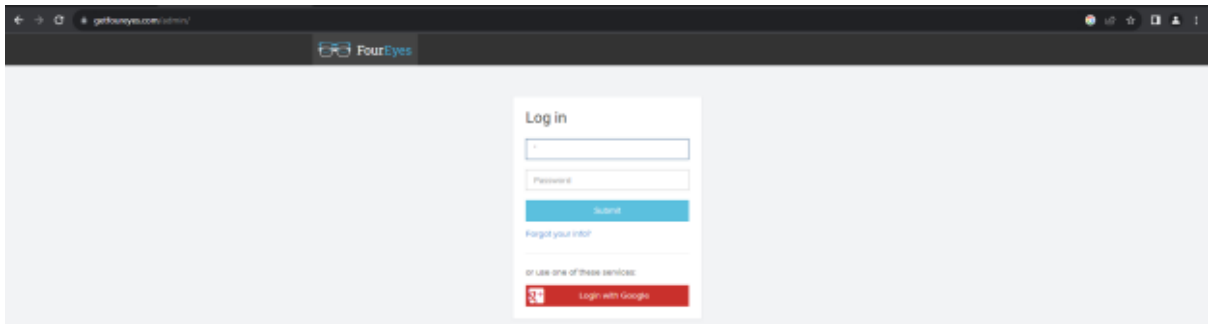 getfoureyes.com/admin/
FourEyes
Log in
Password
Submit
Forgot your info?
or use one of these services:
g+ Login with Google